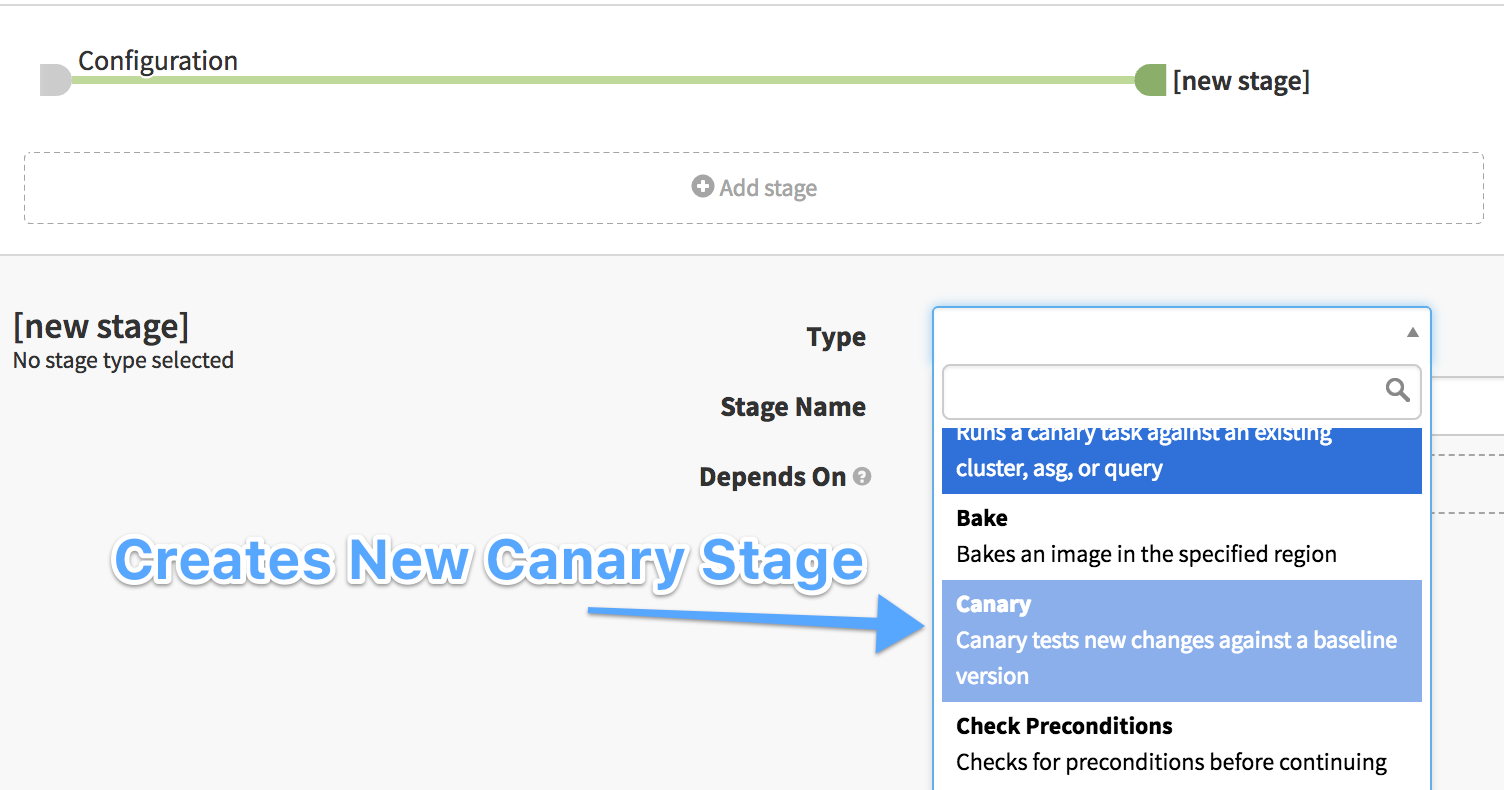 Configuration
[new stage]
Add stage
[new stage]
No stage type selected
Type
Stage Name
Depends On
Runs a canary task against an existing
cluster, asg, or query
Bake
Bakes an image in the specified region
Creates New Canary Stage
Canary
Canary tests new changes against a baseline
version
Check Preconditions
Checks for preconditions before continuing